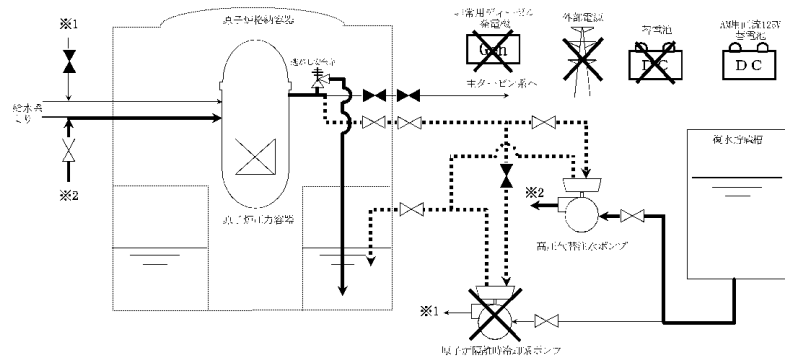 非常用ディーゼル
発電機
Gen
外部電源
蓄電池
DC
AM用直流125V
蓄電池
DC
※1
原子炉格納容器
逃がし安全弁
主タービン系へ
給水系
より
※2
原子炉圧力容器
復水貯蔵槽
※2
高圧代替注水ポンプ
※1
原子炉隔離時冷却系ポンプ